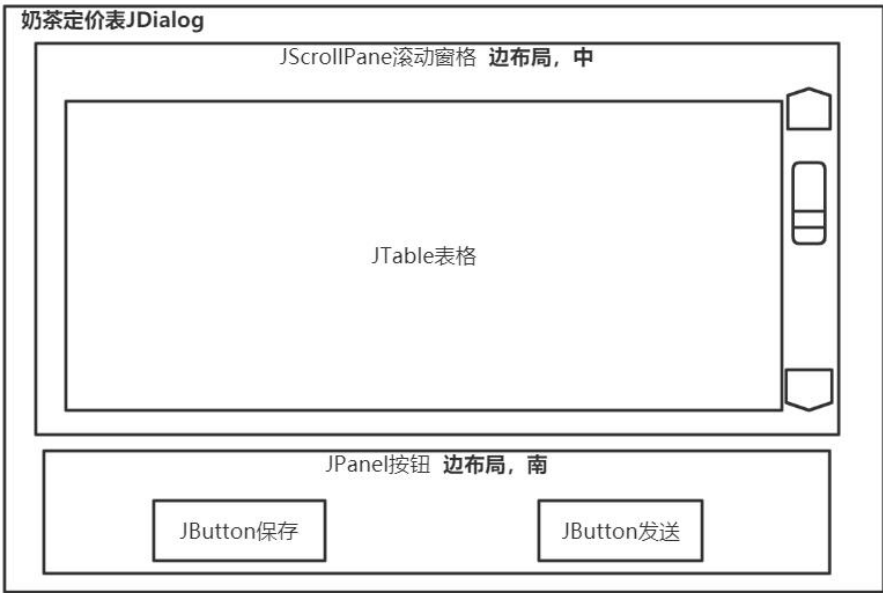 奶茶定价表JDialog
JScrollPane滚动窗格 边布局，中
JTable表格
JPanel按钮 边布局，南
JButton保存
JButton发送